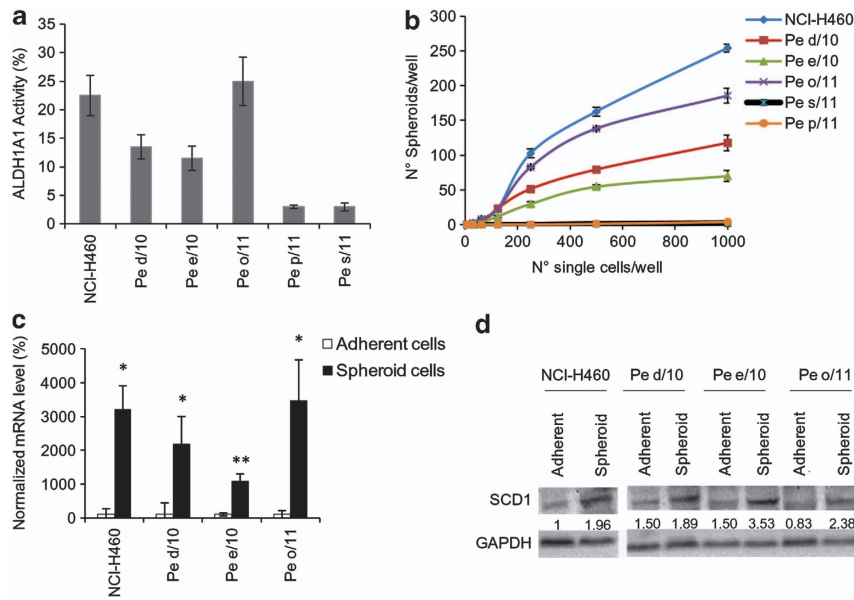 a
ALDH1A1 Activity (%)
35
30
25
20
15
10
5
0
NCI-H460
Pe d/10
Pe e/10
Pe o/11
Pe p/11
Pe s/11
b
N° Spheroids/well
300
250
200
150
100
50
0
0 200 400 600 800 1000
N° single cells/well
NCI-H460
Pe d/10
Pe e/10
Pe o/11
Pe s/11
Pe p/11
c
Normalized mRNA level (%)
5000
4000
3000
2000
1000
0
*
*
**
*
NCI-H460
Pe d/10
Pe e/10
Pe o/11
Adherent cells
Spheroid cells
d
NCI-H460 Pe d/10 Pe e/10 Pe o/11
Adherent Spheroid Adherent Spheroid Adherent Spheroid Adherent Spheroid
SCD1
1 1.96 1.50 1.89 1.50 3.53 0.83 2.38
GAPDH